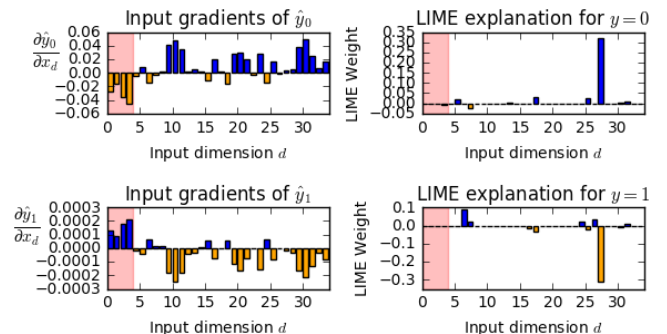 Input gradients of ŷ₀
∂ŷ₀
∂x_d
0.06
0.04
0.02
0.00
−0.02
−0.04
−0.06
0 5 10 15 20 25 30
Input dimension d
LIME explanation for y = 0
LIME Weight
0.35
0.30
0.25
0.20
0.15
0.10
0.05
0.00
−0.05
0 5 10 15 20 25 30
Input dimension d
Input gradients of ŷ₁
∂ŷ₁
∂x_d
0.0003
0.0002
0.0001
0.0000
−0.0001
−0.0002
−0.0003
0 5 10 15 20 25 30
Input dimension d
LIME explanation for y = 1
LIME Weight
0.1
0.0
−0.1
−0.2
−0.3
0 5 10 15 20 25 30
Input dimension d